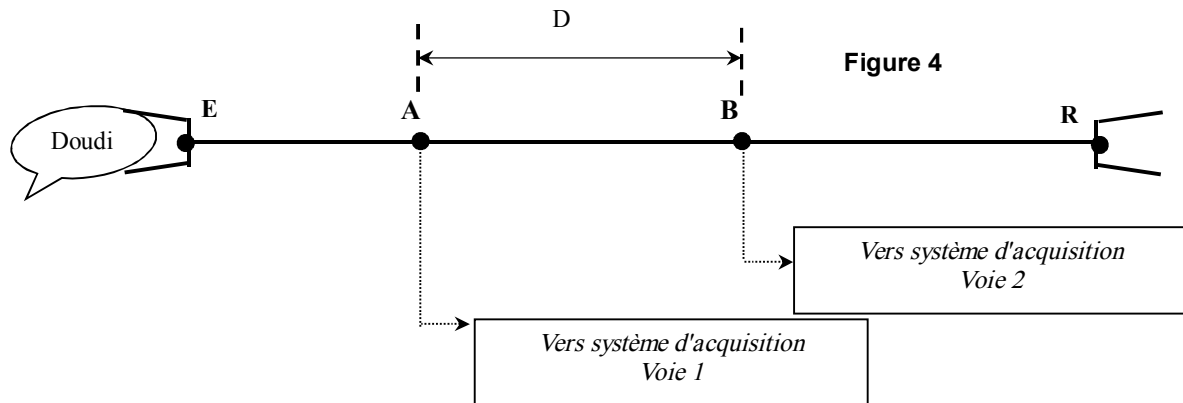 D
Figure 4
E
A
B
R
Doudi
Vers système d'acquisition
Voie 2
Vers système d'acquisition
Voie 1